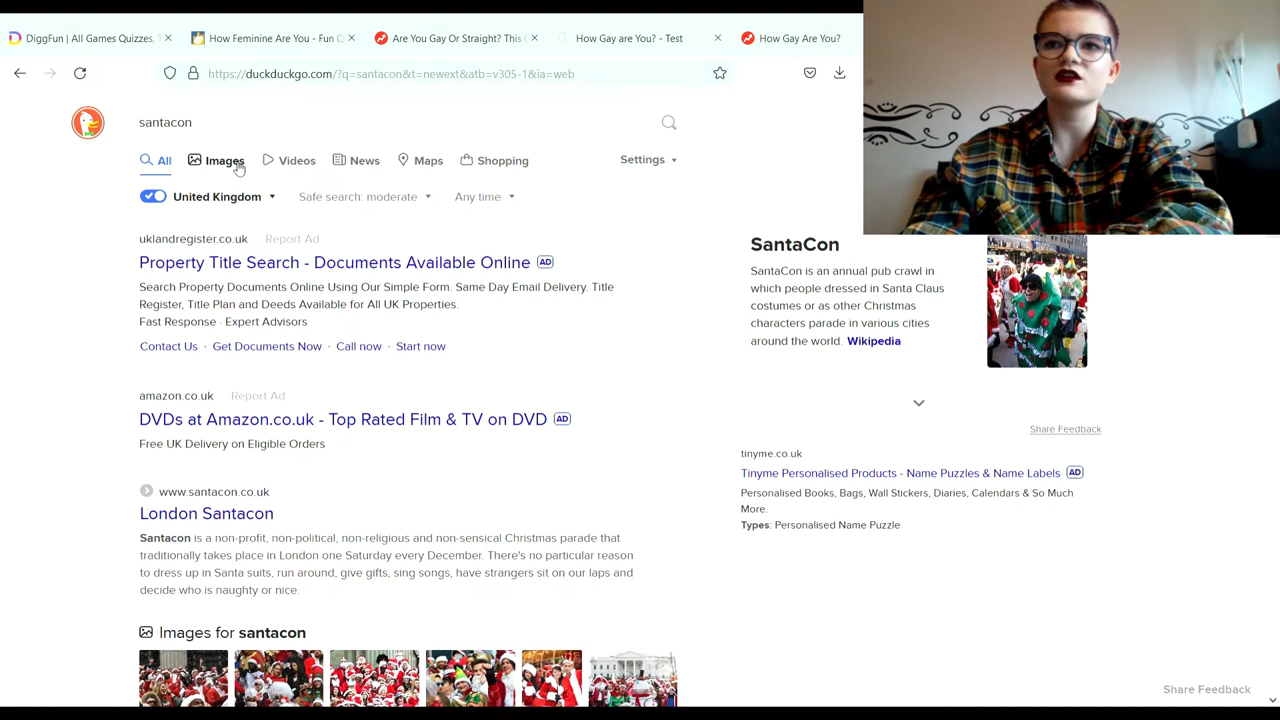 DiggFun | All Games Quizzes, T
How Feminine Are You - Fun Q
Are You Gay Or Straight? This Q
How Gay are You? - Test
How Gay Are You?
https://duckduckgo.com/?q=santacon&t=newext&atb=v305-1&ia=web
santacon
All
Images
Videos
News
Maps
Shopping
Settings
United Kingdom
Safe search: moderate
Any time
uklandregister.co.uk Report Ad
Property Title Search - Documents Available Online AD
Search Property Documents Online Using Our Simple Form. Same Day Email Delivery. Title
Register, Title Plan and Deeds Available for All UK Properties.
Fast Response · Expert Advisors
Contact Us · Get Documents Now · Call now · Start now
amazon.co.uk Report Ad
DVDs at Amazon.co.uk - Top Rated Film & TV on DVD AD
Free UK Delivery on Eligible Orders
www.santacon.co.uk
London Santacon
Santacon is a non-profit, non-political, non-religious and non-sensical Christmas parade that
traditionally takes place in London one Saturday every December. There's no particular reason
to dress up in Santa suits, run around, give gifts, sing songs, have strangers sit on our laps and
decide who is naughty or nice.
Images for santacon
SantaCon
SantaCon is an annual pub crawl in
which people dressed in Santa Claus
costumes or as other Christmas
characters parade in various cities
around the world. Wikipedia
Share Feedback
tinyme.co.uk
Tinyme Personalised Products - Name Puzzles & Name Labels AD
Personalised Books, Bags, Wall Stickers, Diaries, Calendars & So Much
More.
Types: Personalised Name Puzzle
Share Feedback